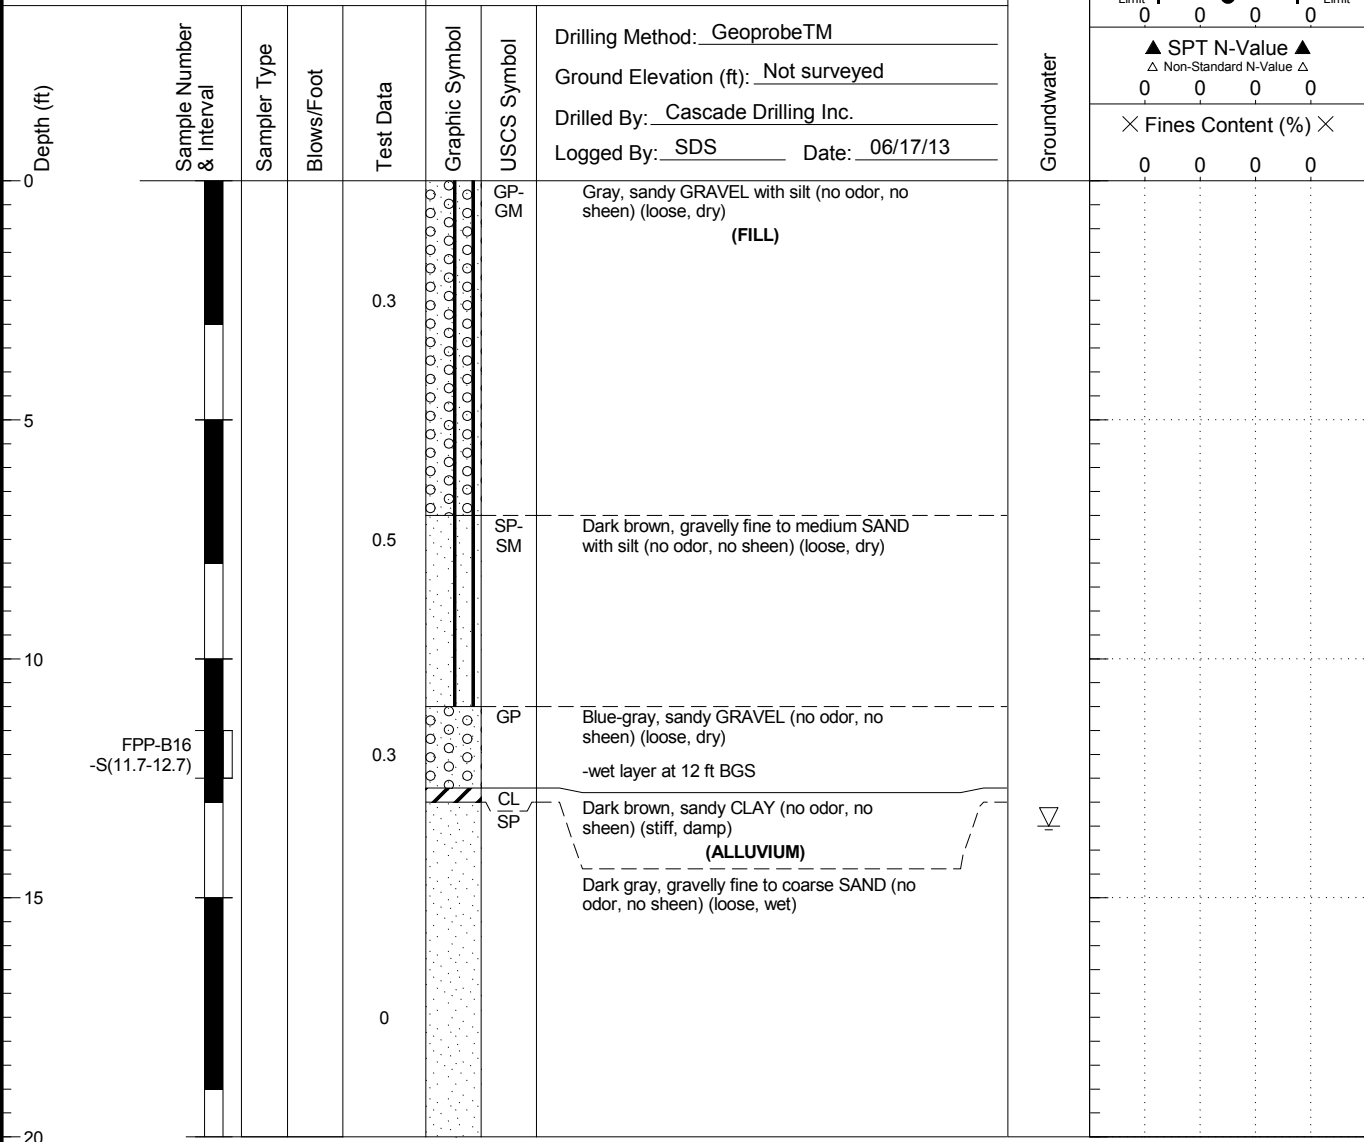 Limit Limit
0 0 0 0
Drilling Method: GeoprobeTM
Ground Elevation (ft): Not surveyed
Drilled By: Cascade Drilling Inc.
Logged By: SDS Date: 06/17/13
Depth (ft)
Sample Number
& Interval
Sampler Type
Blows/Foot
Test Data
Graphic Symbol
USCS Symbol
Groundwater
▲ SPT N-Value ▲
△ Non-Standard N-Value △
0 0 0 0
× Fines Content (%) ×
0 0 0 0
0
GP-
GM
Gray, sandy GRAVEL with silt (no odor, no
sheen) (loose, dry)
(FILL)
0.3
5
SP-
SM
Dark brown, gravelly fine to medium SAND
with silt (no odor, no sheen) (loose, dry)
0.5
10
GP
Blue-gray, sandy GRAVEL (no odor, no
sheen) (loose, dry)
-wet layer at 12 ft BGS
FPP-B16
-S(11.7-12.7)
0.3
CL
SP
Dark brown, sandy CLAY (no odor, no
sheen) (stiff, damp)
(ALLUVIUM)
Dark gray, gravelly fine to coarse SAND (no
odor, no sheen) (loose, wet)
15
0
20